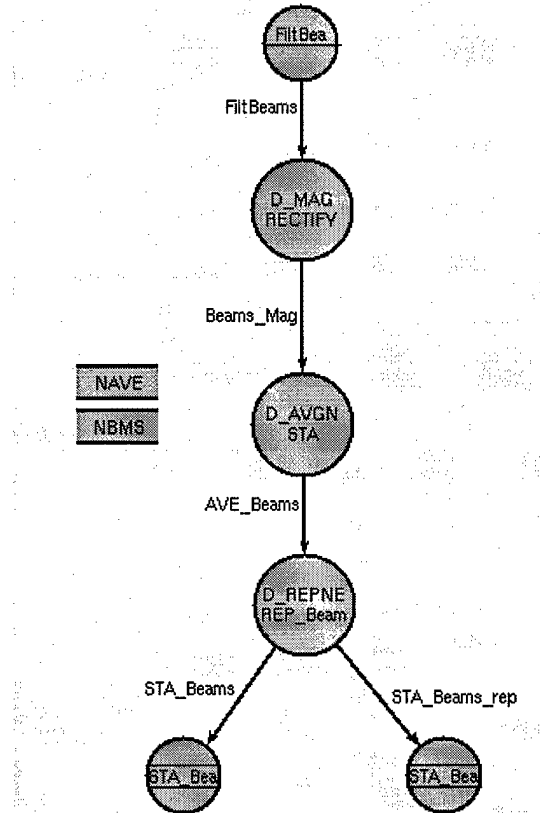 FiltBea
FiltBeams
D_MAG
RECTIFY
Beams_Mag
NAVE
NBMS
D_AVGN
STA
AVE_Beams
D_REPNE
REP_Beam
STA_Beams
STA_Beams_rep
STA_Bea
STA_Bea